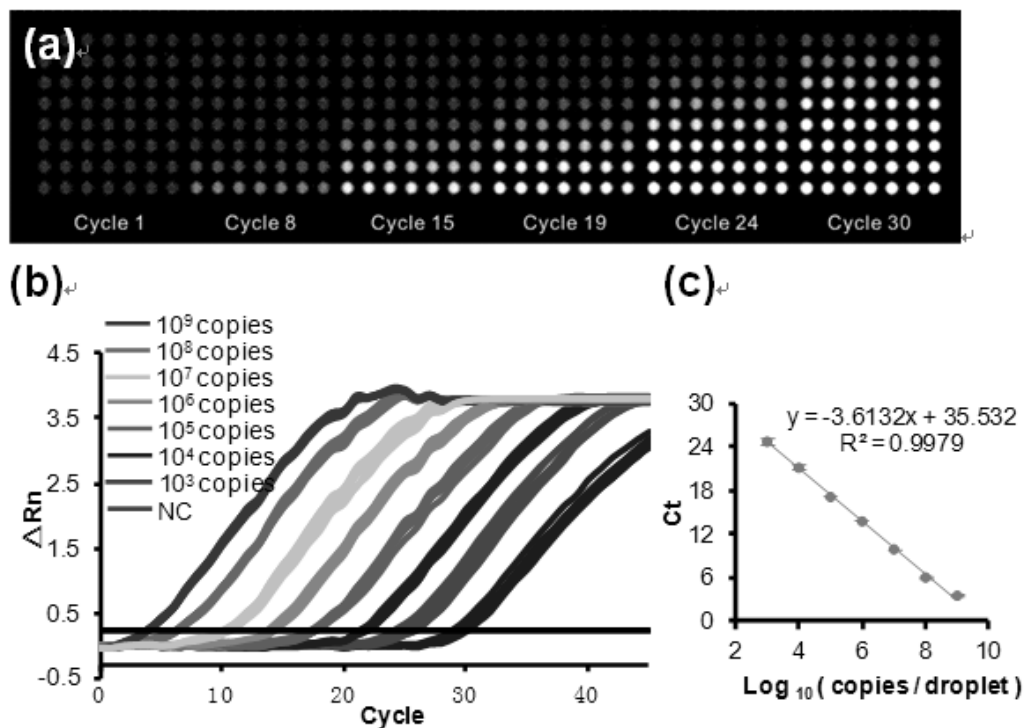 (a)
Cycle 1 Cycle 8 Cycle 15 Cycle 19 Cycle 24 Cycle 30
(b)
10⁹ copies
10⁸ copies
10⁷ copies
10⁶ copies
10⁵ copies
10⁴ copies
10³ copies
NC
4.5
3.5
2.5
1.5
0.5
-0.5
ΔRn
0 10 20 30 40
Cycle
(c)
y = -3.6132x + 35.532
R² = 0.9979
30
24
18
12
6
0
Ct
2 4 6 8 10
Log ₁₀ ( copies / droplet )